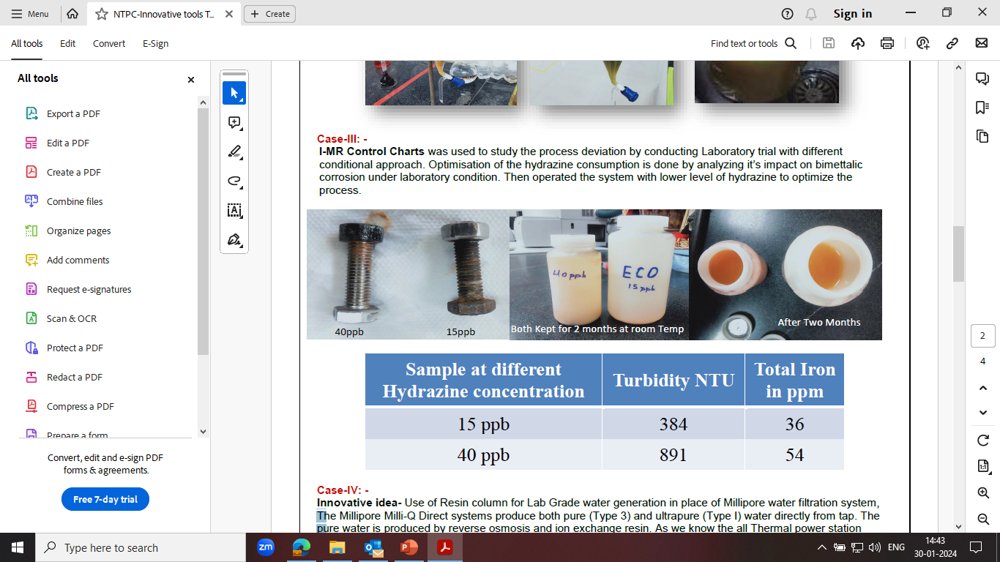 Menu
NTPC-Innovative tools T...
Create
Sign in
All tools
Edit
Convert
E-Sign
Find text or tools
All tools
Export a PDF
Edit a PDF
Create a PDF
Combine files
Organize pages
Add comments
Request e-signatures
Scan & OCR
Protect a PDF
Redact a PDF
Compress a PDF
Prepare a form
Convert, edit and e-sign PDF
forms & agreements.
Free 7-day trial
Case-III: -
I-MR Control Charts was used to study the process deviation by conducting Laboratory trial with different
conditional approach. Optimisation of the hydrazine consumption is done by analyzing it's impact on bimettalic
corrosion under laboratory condition. Then operated the system with lower level of hydrazine to optimize the
process.
40ppb
15ppb
40ppb
ECO
15ppb
Both Kept for 2 months at room Temp
After Two Months
Sample at different Hydrazine concentration Turbidity NTU Total Iron in ppm
15 ppb 384 36
40 ppb 891 54
Case-IV: -
Innovative idea- Use of Resin column for Lab Grade water generation in place of Millipore water filtration system,
The Millipore Milli-Q Direct systems produce both pure (Type 3) and ultrapure (Type I) water directly from tap. The
pure water is produced by reverse osmosis and ion exchange resin. As we know the all Thermal power station
2
4
1:1
Type here to search
zm
ENG
14:43
30-01-2024